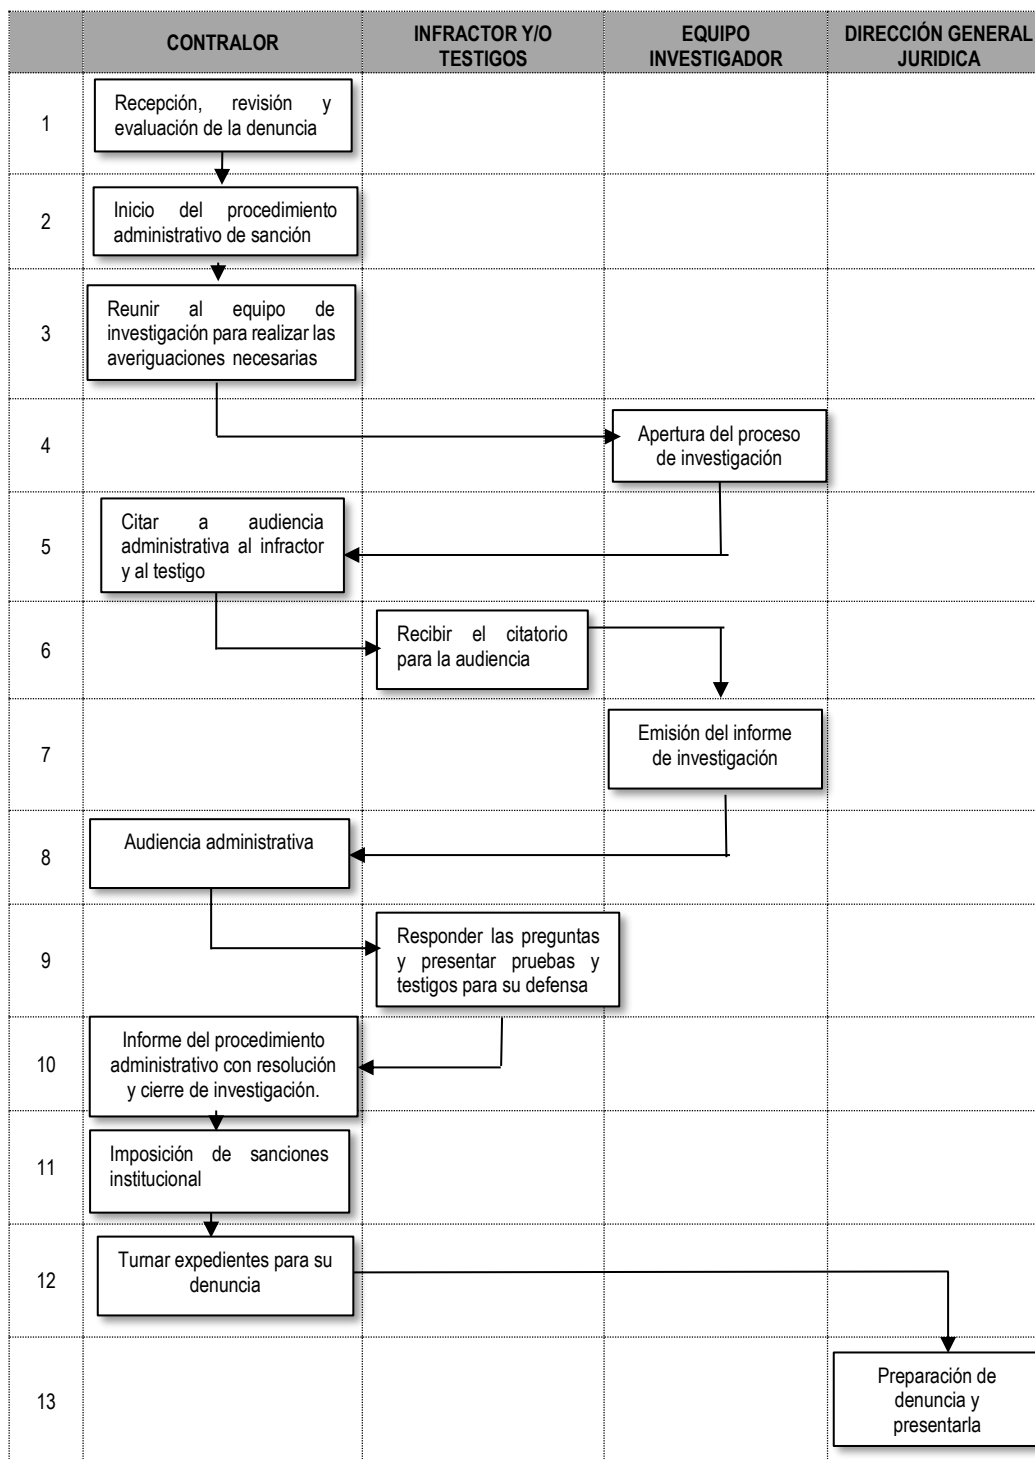 CONTRALOR
INFRACTOR Y/O
TESTIGOS
EQUIPO
INVESTIGADOR
DIRECCIÓN GENERAL
JURIDICA
1
Recepción, revisión y
evaluación de la denuncia
2
Inicio del procedimiento
administrativo de sanción
3
Reunir al equipo de
investigación para realizar las
averiguaciones necesarias
4
Apertura del proceso
de investigación
5
Citar a audiencia
administrativa al infractor
y al testigo
6
Recibir el citatorio
para la audiencia
7
Emisión del informe
de investigación
8
Audiencia administrativa
9
Responder las preguntas
y presentar pruebas y
testigos para su defensa
10
Informe del procedimiento
administrativo con resolución
y cierre de investigación.
11
Imposición de sanciones
institucional
12
Turnar expedientes para su
denuncia
13
Preparación de
denuncia y
presentarla